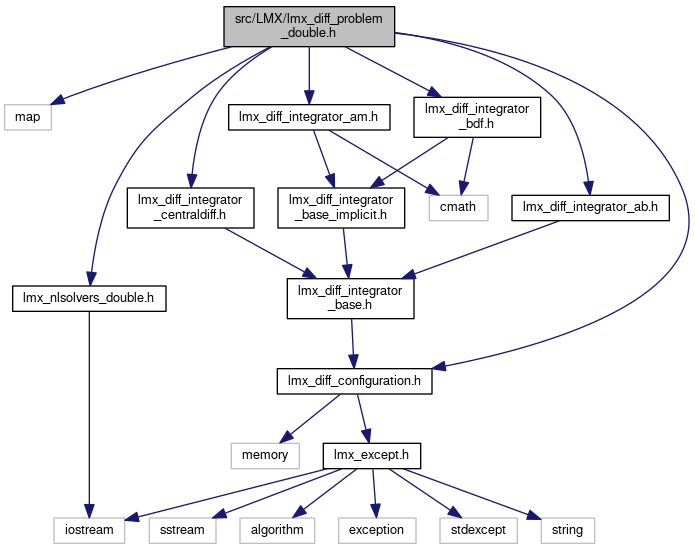 src/LMX/lmx_diff_problem
_double.h
map
lmx_diff_integrator_am.h
lmx_diff_integrator
_bdf.h
lmx_diff_integrator
_centraldiff.h
lmx_diff_integrator
_base_implicit.h
cmath
lmx_diff_integrator_ab.h
lmx_nlsolvers_double.h
lmx_diff_integrator
_base.h
lmx_diff_configuration.h
memory
lmx_except.h
iostream
sstream
algorithm
exception
stdexcept
string